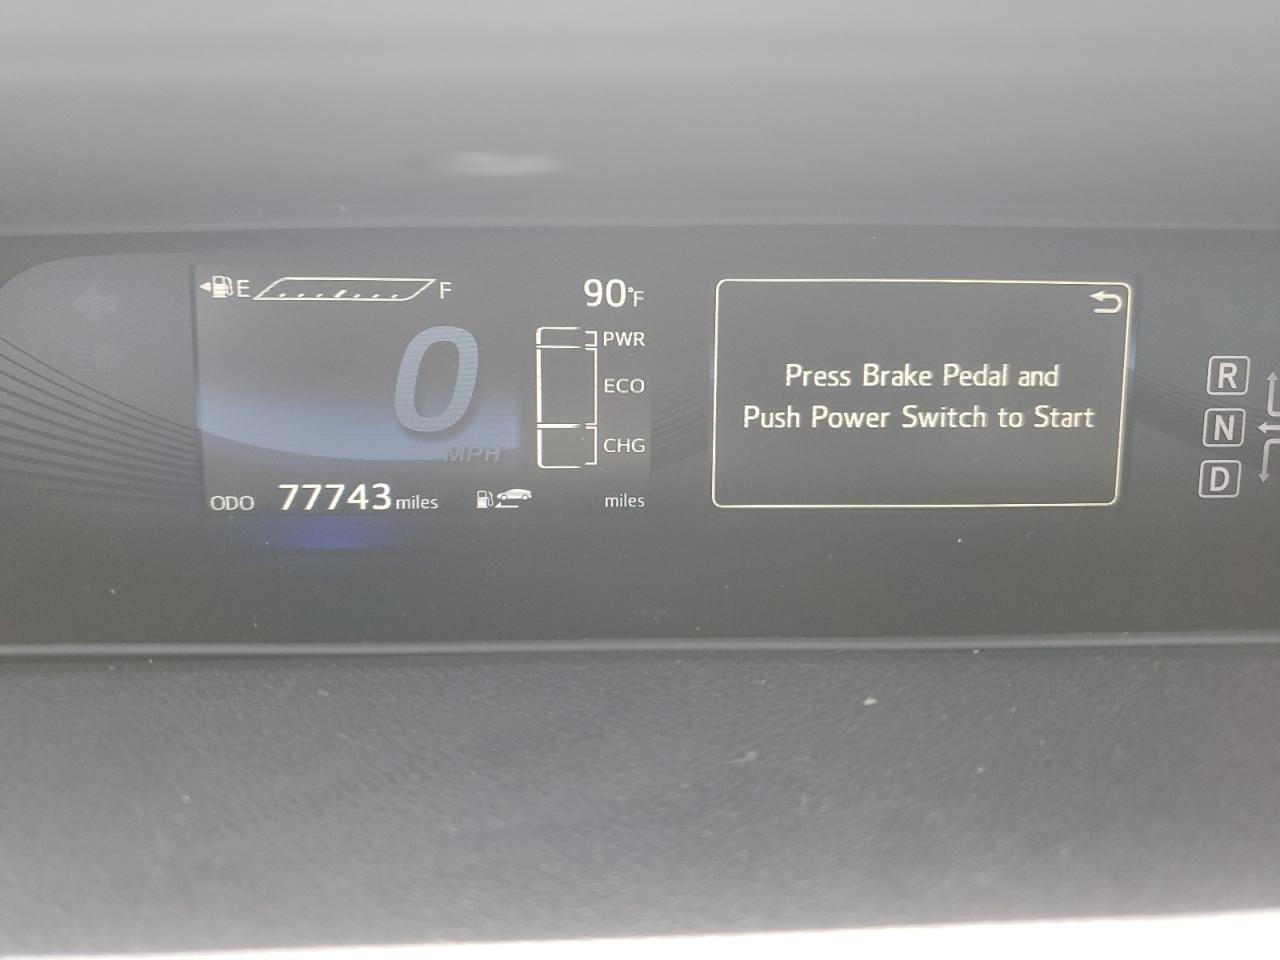 E F 90°F
PWR
0 ECO
MPH CHG
ODO 77743 miles miles
Press Brake Pedal and
Push Power Switch to Start
R
N
D